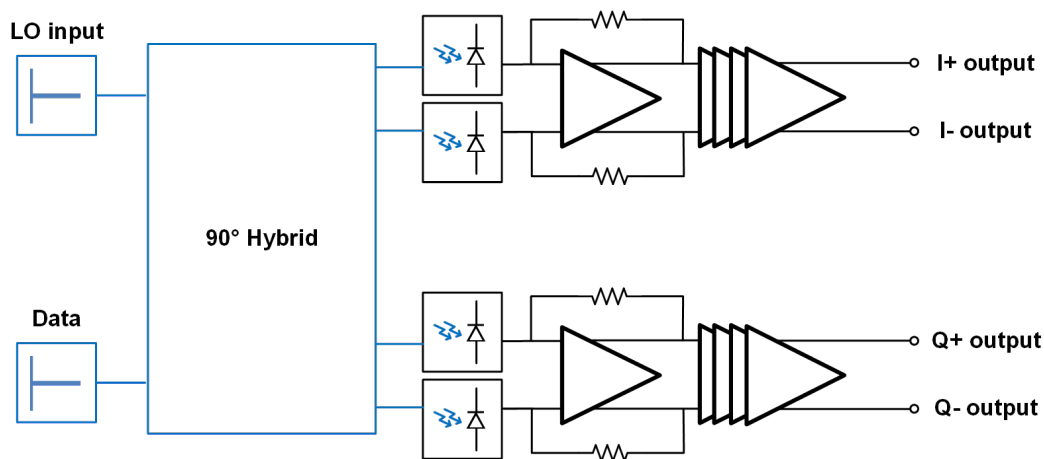 LO input
I+ output
I- output
90° Hybrid
Data
Q+ output
Q- output